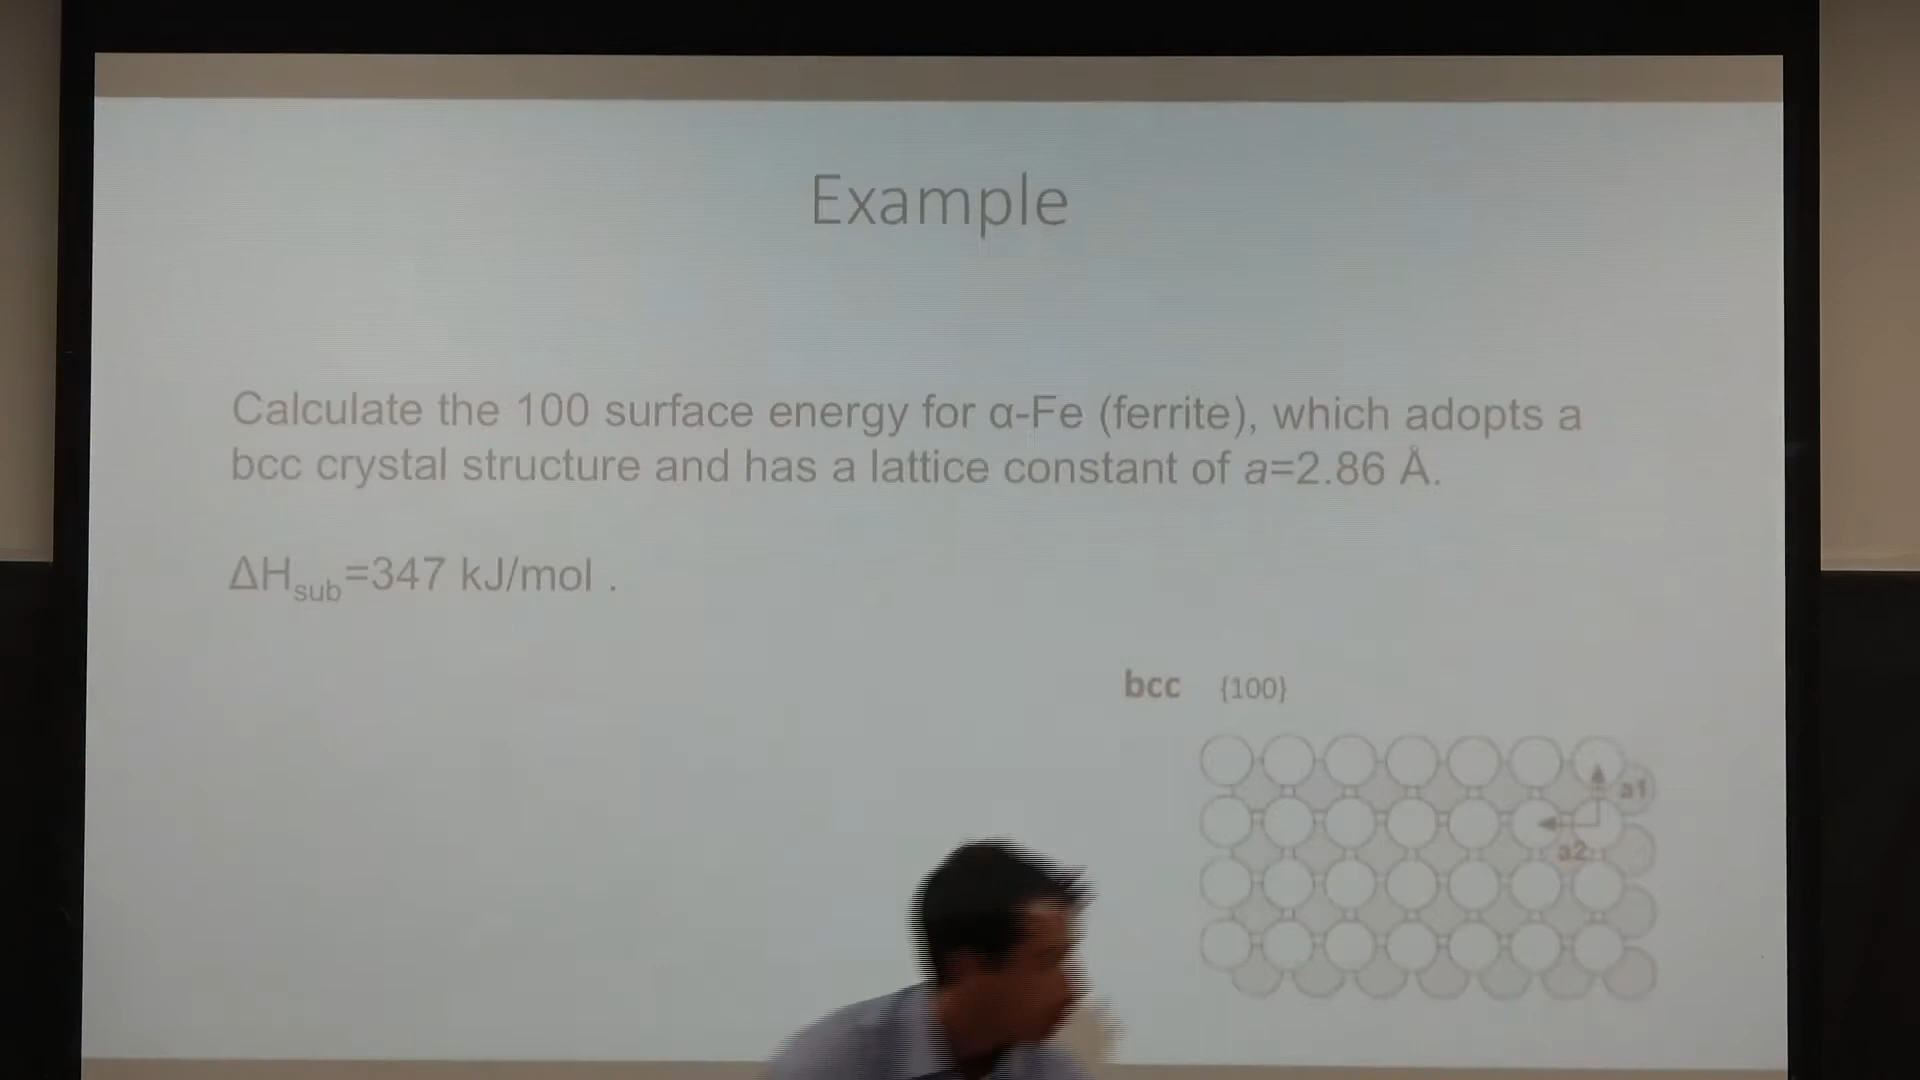 Example
Calculate the 100 surface energy for α-Fe (ferrite), which adopts a
bcc crystal structure and has a lattice constant of a=2.86 Å.
ΔHsub=347 kJ/mol .
bcc {100}
a1
a2